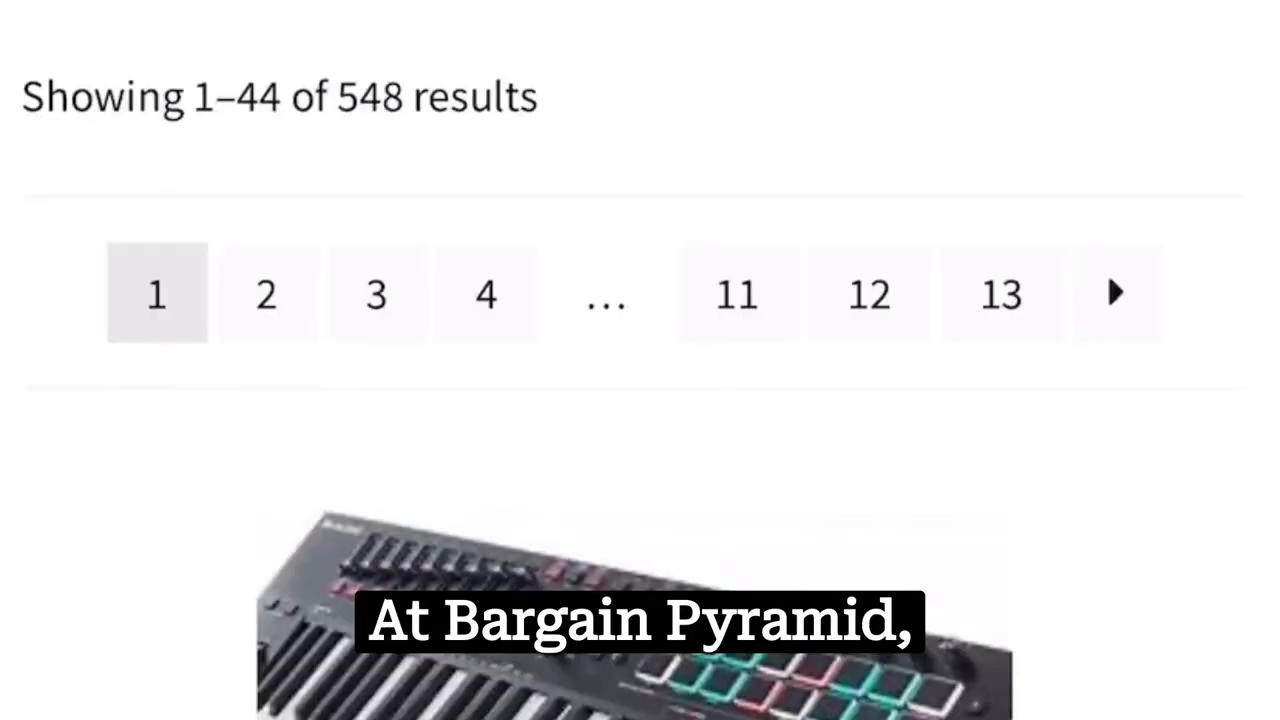 Showing 1–44 of 548 results
1 2 3 4 ... 11 12 13
At Bargain Pyramid,